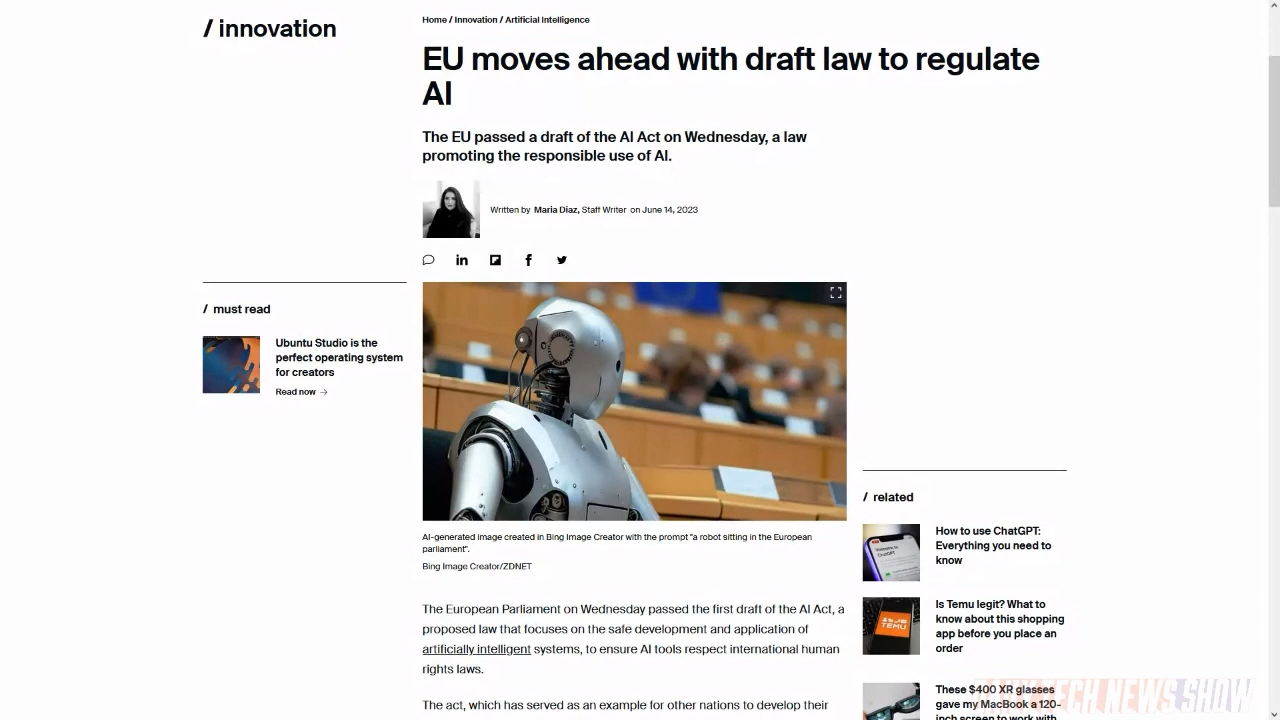 / innovation
Home / Innovation / Artificial Intelligence
EU moves ahead with draft law to regulate
AI
The EU passed a draft of the AI Act on Wednesday, a law
promoting the responsible use of AI.
Written by Maria Diaz, Staff Writer on June 14, 2023
/ must read
Ubuntu Studio is the
perfect operating system
for creators
Read now →
AI-generated image created in Bing Image Creator with the prompt "a robot sitting in the European
parliament".
Bing Image Creator/ZDNET
The European Parliament on Wednesday passed the first draft of the AI Act, a
proposed law that focuses on the safe development and application of
artificially intelligent systems, to ensure AI tools respect international human
rights laws.
The act, which has served as an example for other nations to develop their
/ related
How to use ChatGPT:
Everything you need to
know
Is Temu legit? What to
know about this shopping
app before you place an
order
TEMU
These $400 XR glasses
gave my MacBook a 120-
inch screen to work with
TECH NEWS.SHOW